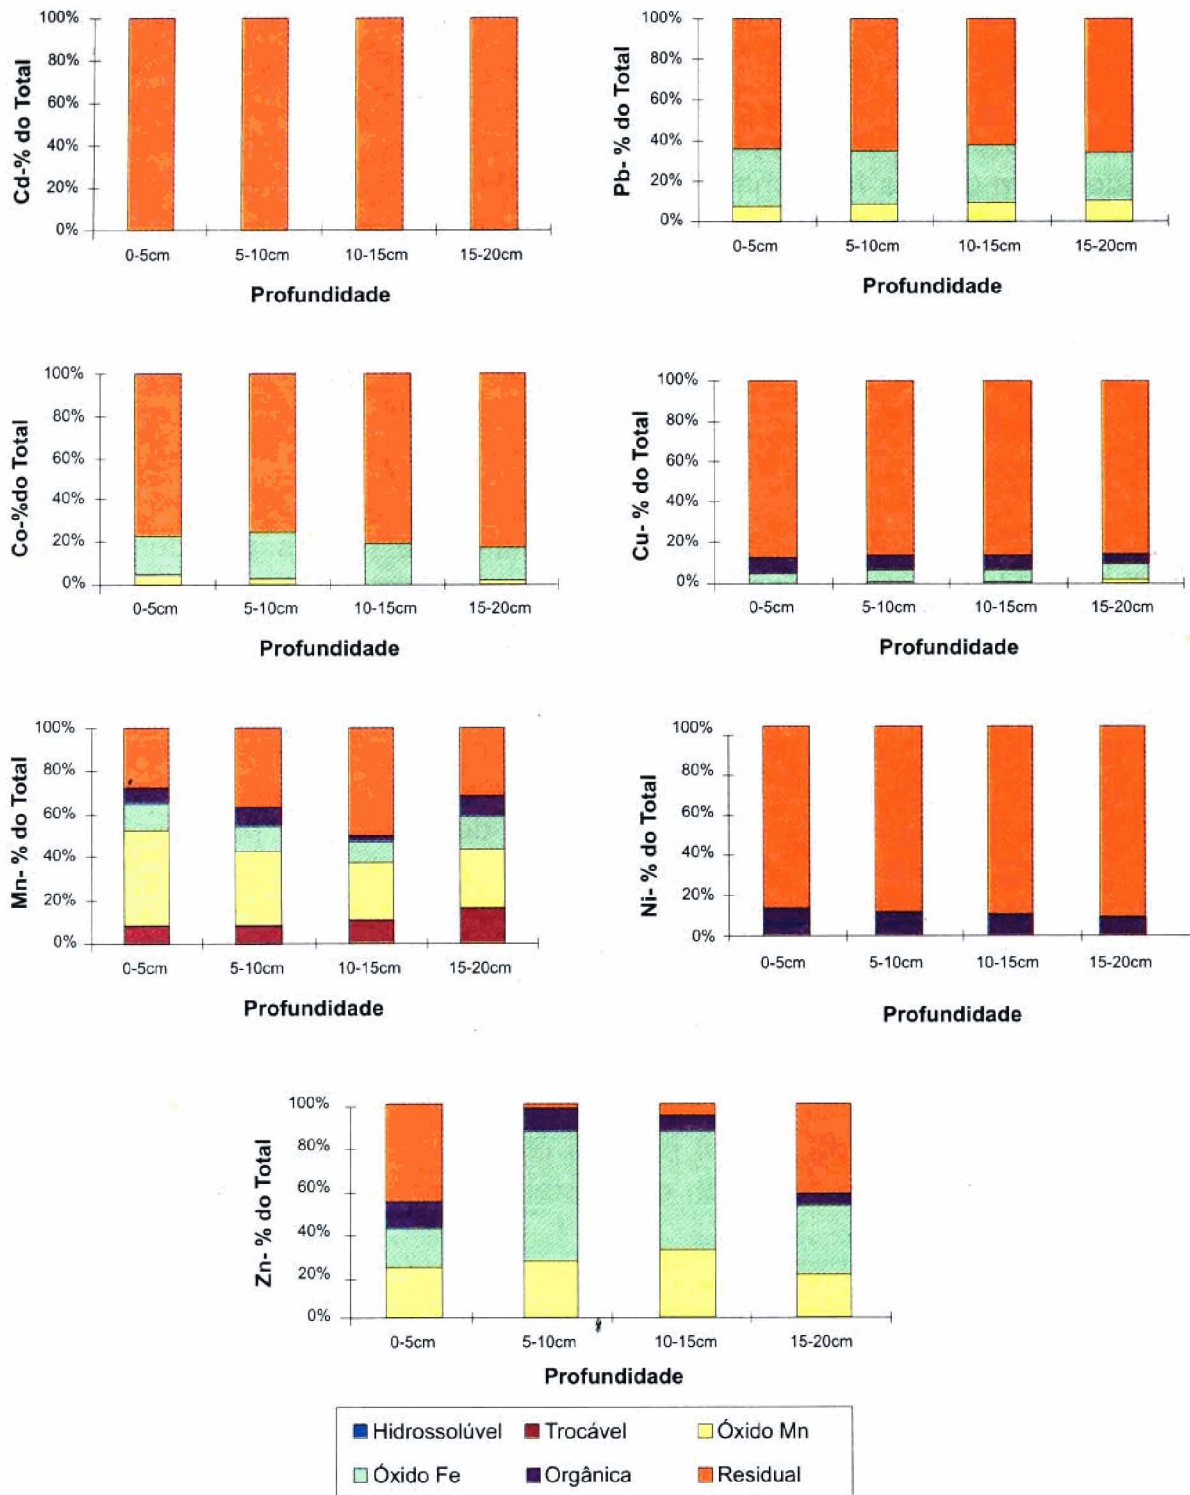 Cd-% do Total
100%
80%
60%
40%
20%
0%
0-5cm 5-10cm 10-15cm 15-20cm
Profundidade
Pb- % do Total
100%
80%
60%
40%
20%
0%
0-5cm 5-10cm 10-15cm 15-20cm
Profundidade
Co-%do Total
100%
80%
60%
40%
20%
0%
0-5cm 5-10cm 10-15cm 15-20cm
Profundidade
Cu- % do Total
100%
80%
60%
40%
20%
0%
0-5cm 5-10cm 10-15cm 15-20cm
Profundidade
Mn- % do Total
100%
80%
60%
40%
20%
0%
0-5cm 5-10cm 10-15cm 15-20cm
Profundidade
Ni- % do Total
100%
80%
60%
40%
20%
0%
0-5cm 5-10cm 10-15cm 15-20cm
Profundidade
Zn- % do Total
100%
80%
60%
40%
20%
0%
0-5cm 5-10cm 10-15cm 15-20cm
Profundidade
Hidrossolúvel Trocável Óxido Mn
Óxido Fe Orgânica Residual